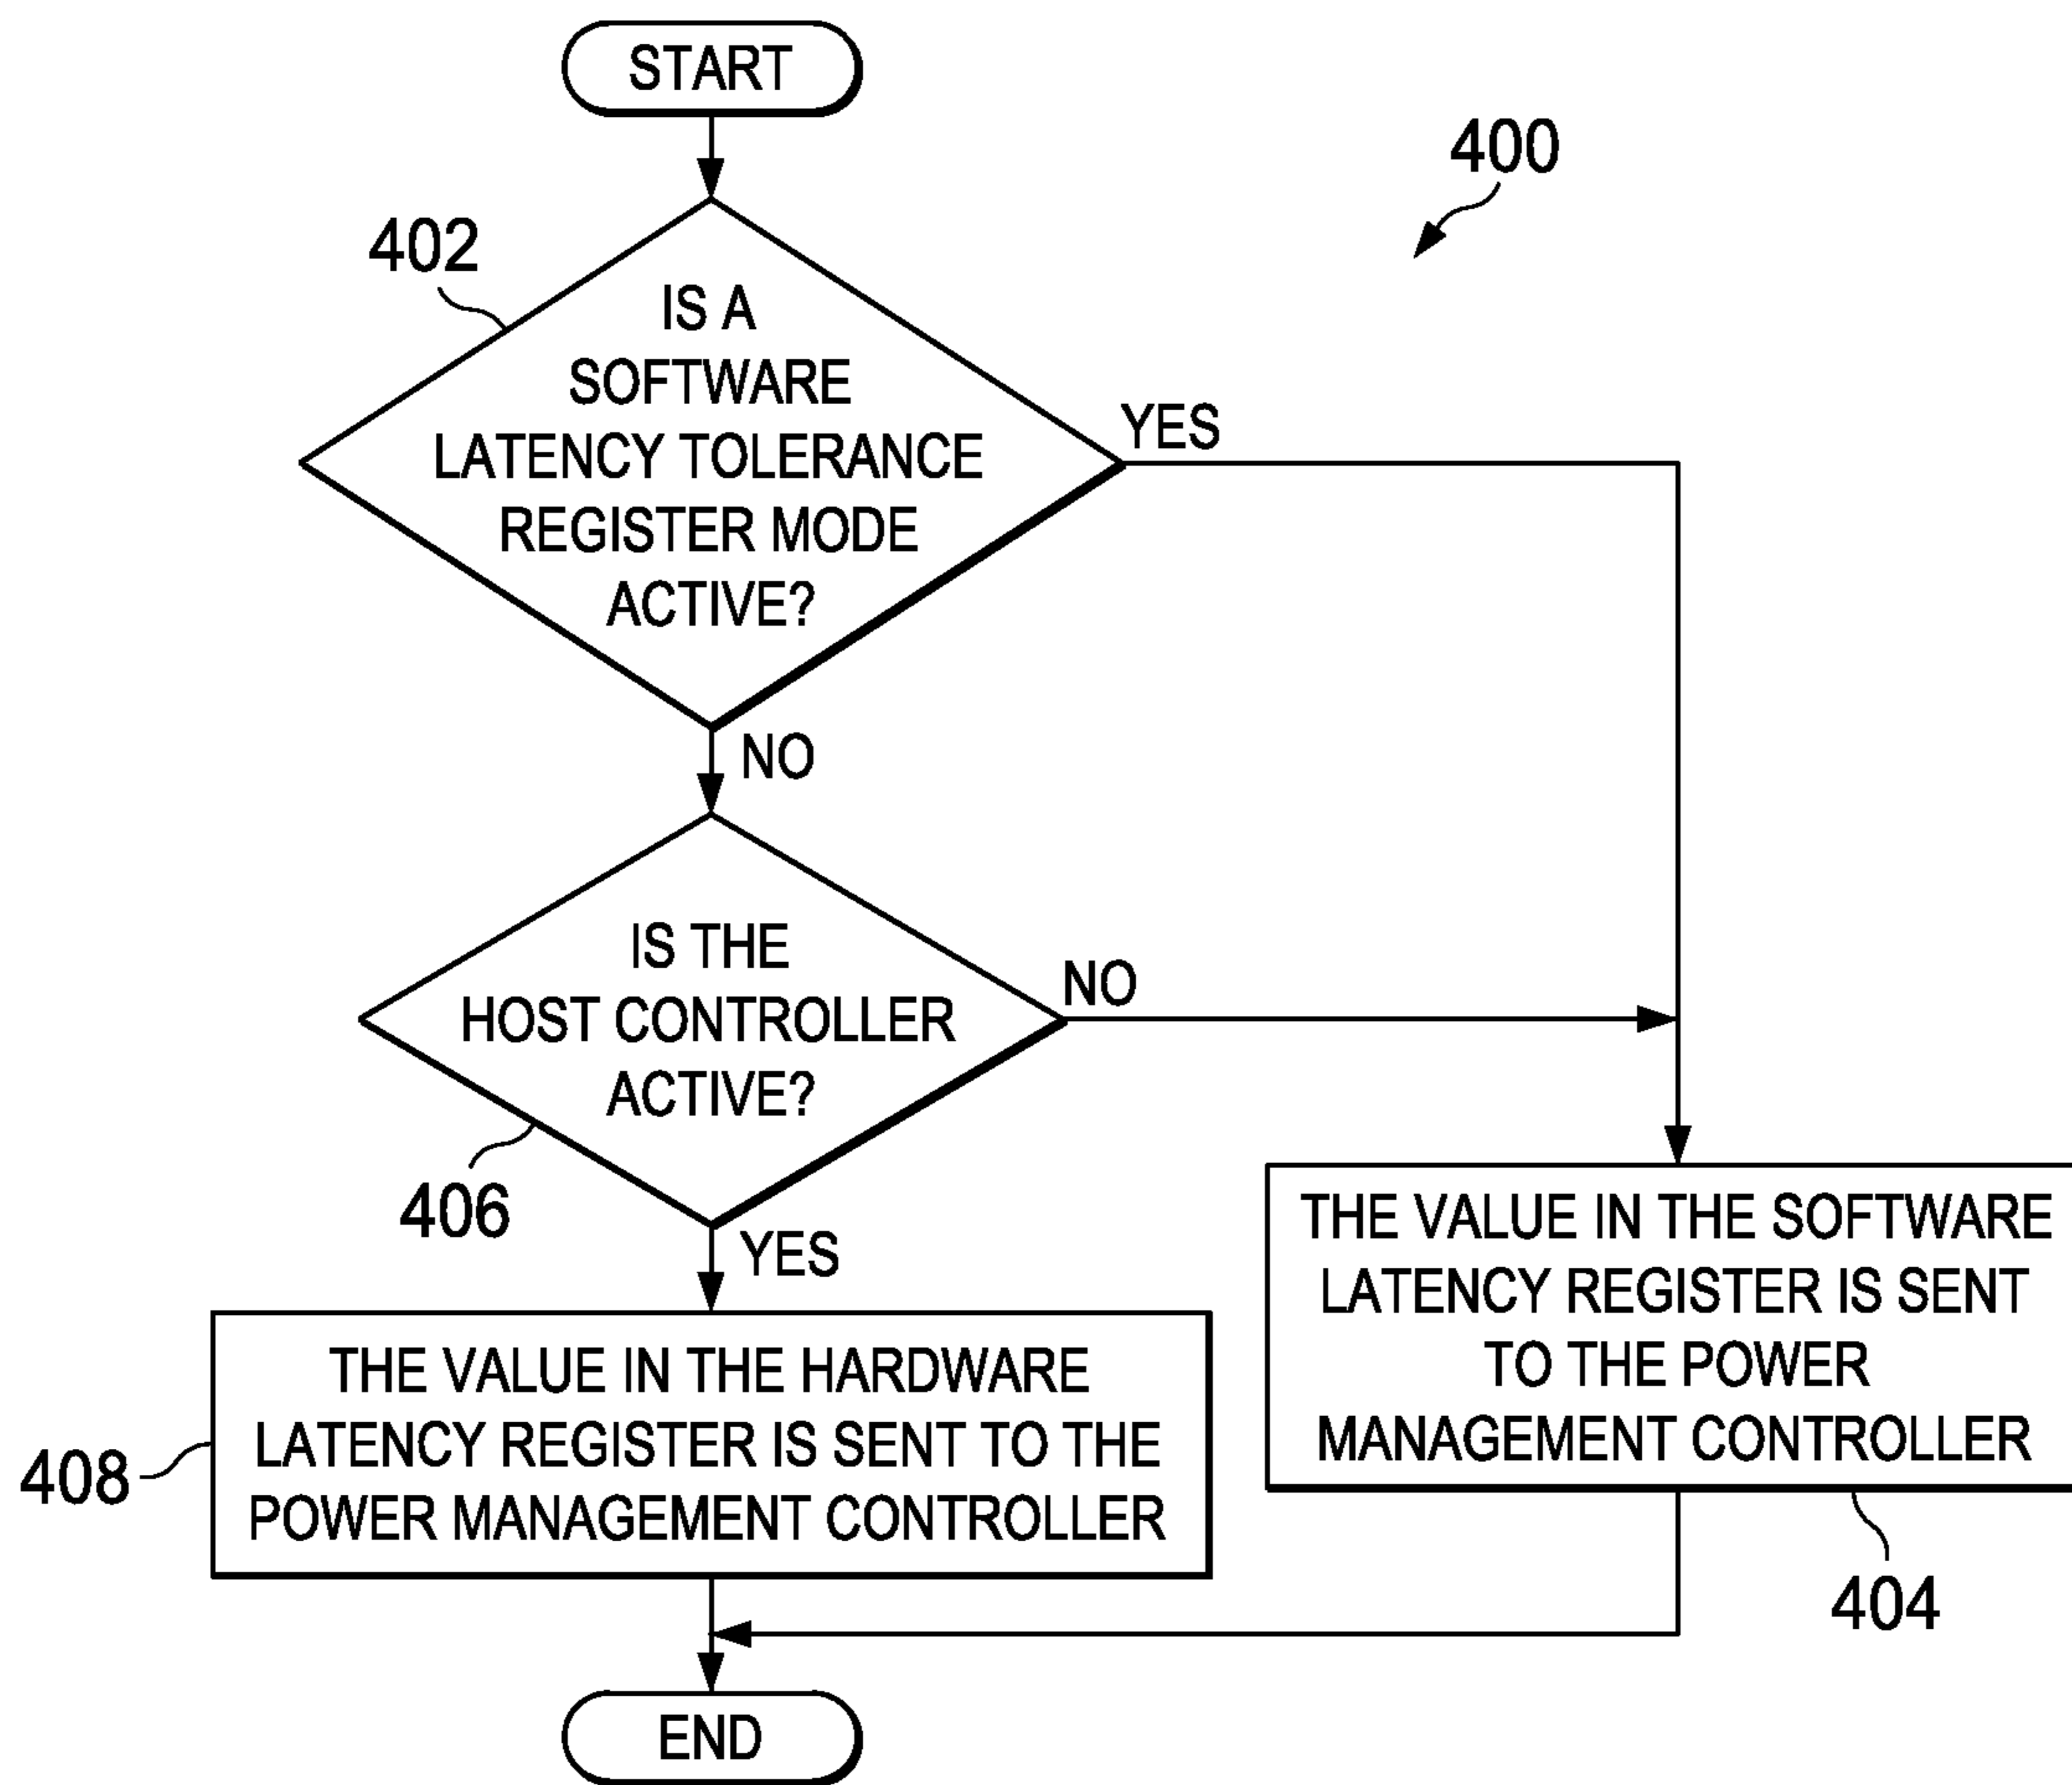 START
400
402
IS A
SOFTWARE
LATENCY TOLERANCE
REGISTER MODE
ACTIVE?
YES
NO
IS THE
HOST CONTROLLER
ACTIVE?
NO
406
YES
THE VALUE IN THE SOFTWARE
LATENCY REGISTER IS SENT
TO THE POWER
MANAGEMENT CONTROLLER
404
THE VALUE IN THE HARDWARE
LATENCY REGISTER IS SENT TO THE
POWER MANAGEMENT CONTROLLER
408
END